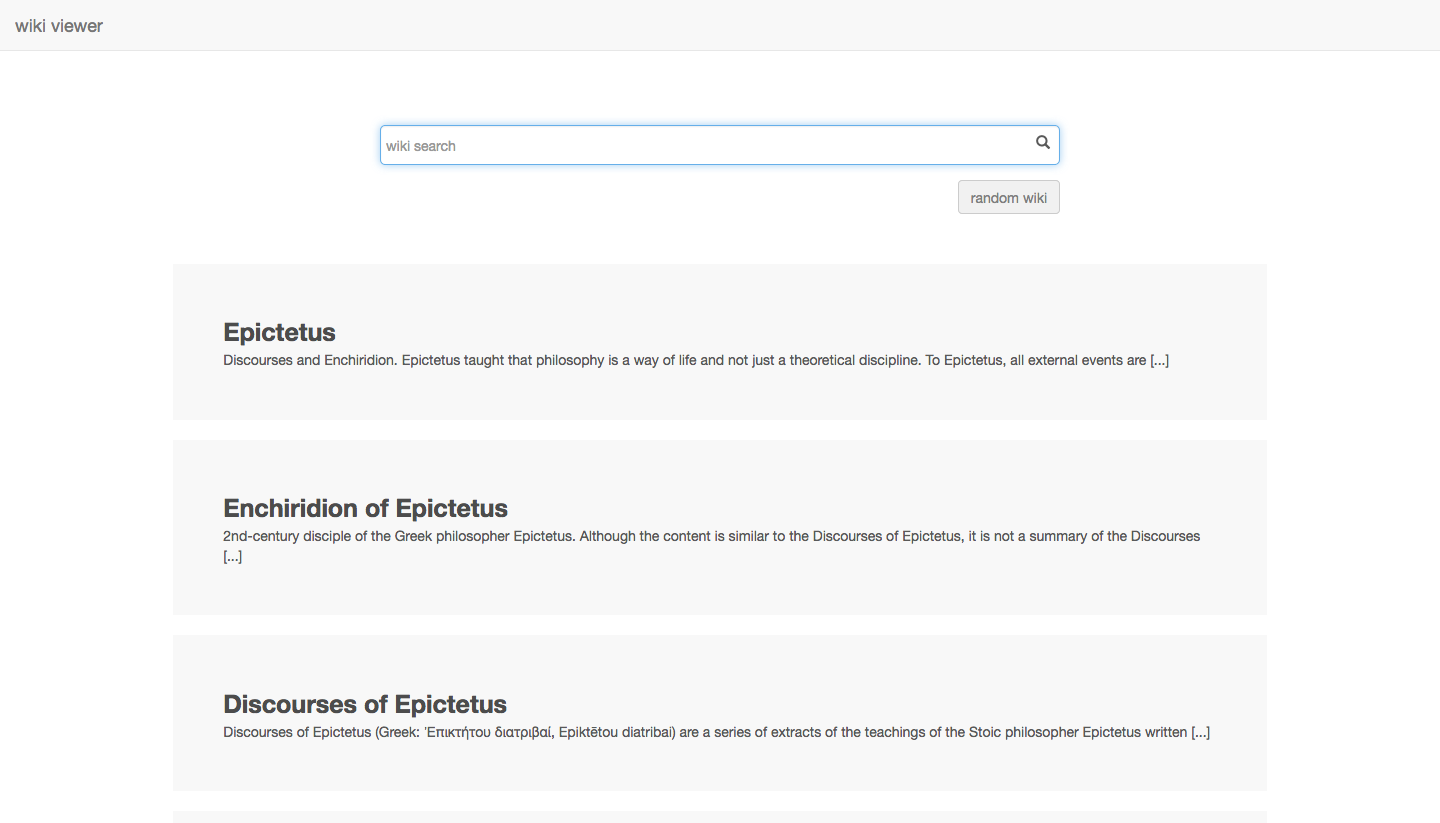 wiki viewer
wiki search
random wiki
Epictetus
Discourses and Enchiridion. Epictetus taught that philosophy is a way of life and not just a theoretical discipline. To Epictetus, all external events are [...]
Enchiridion of Epictetus
2nd-century disciple of the Greek philosopher Epictetus. Although the content is similar to the Discourses of Epictetus, it is not a summary of the Discourses
[...]
Discourses of Epictetus
Discourses of Epictetus (Greek: Ἐπικτήτου διατριβαί, Epiktētou diatribai) are a series of extracts of the teachings of the Stoic philosopher Epictetus written [...]